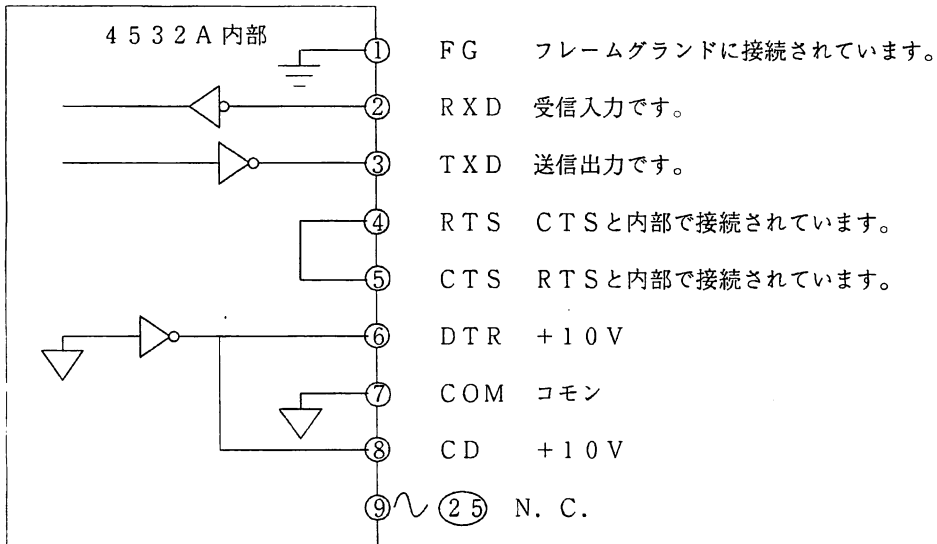 ４５３２Ａ内部
① ＦＧ フレームグランドに接続されています。
② ＲＸＤ 受信入力です。
③ ＴＸＤ 送信出力です。
④ ＲＴＳ ＣＴＳと内部で接続されています。
⑤ ＣＴＳ ＲＴＳと内部で接続されています。
⑥ ＤＴＲ ＋１０Ｖ
⑦ ＣＯＭ コモン
⑧ ＣＤ ＋１０Ｖ
⑨～㉕ Ｎ．Ｃ．